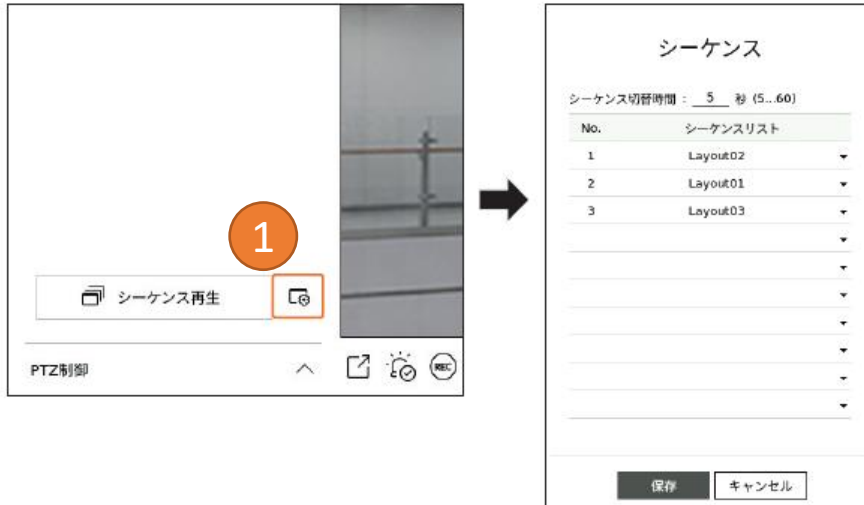 1
シーケンス再生
PTZ制御
REC
シーケンス
シーケンス切替時間 : 5 秒 (5...60)
No. シーケンスリスト
1 Layout02
2 Layout01
3 Layout03
保存 キャンセル